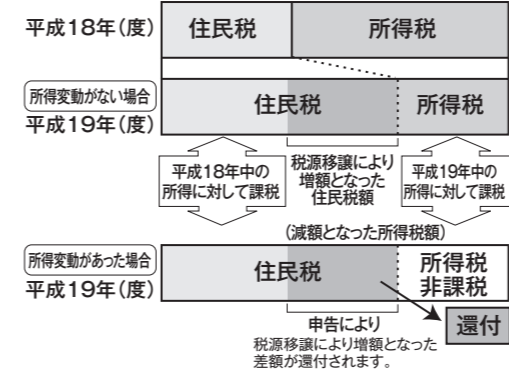 平成18年(度)
住民税
所得税
所得変動がない場合
平成19年(度)
住民税
所得税
平成18年中の
所得に対して課税
税源移譲により
増額となった
住民税額
平成19年中の
所得に対して課税
(減額となった所得税額)
所得変動があった場合
平成19年(度)
住民税
所得税
非課税
申告により
還付
税源移譲により増額となった
差額が還付されます。